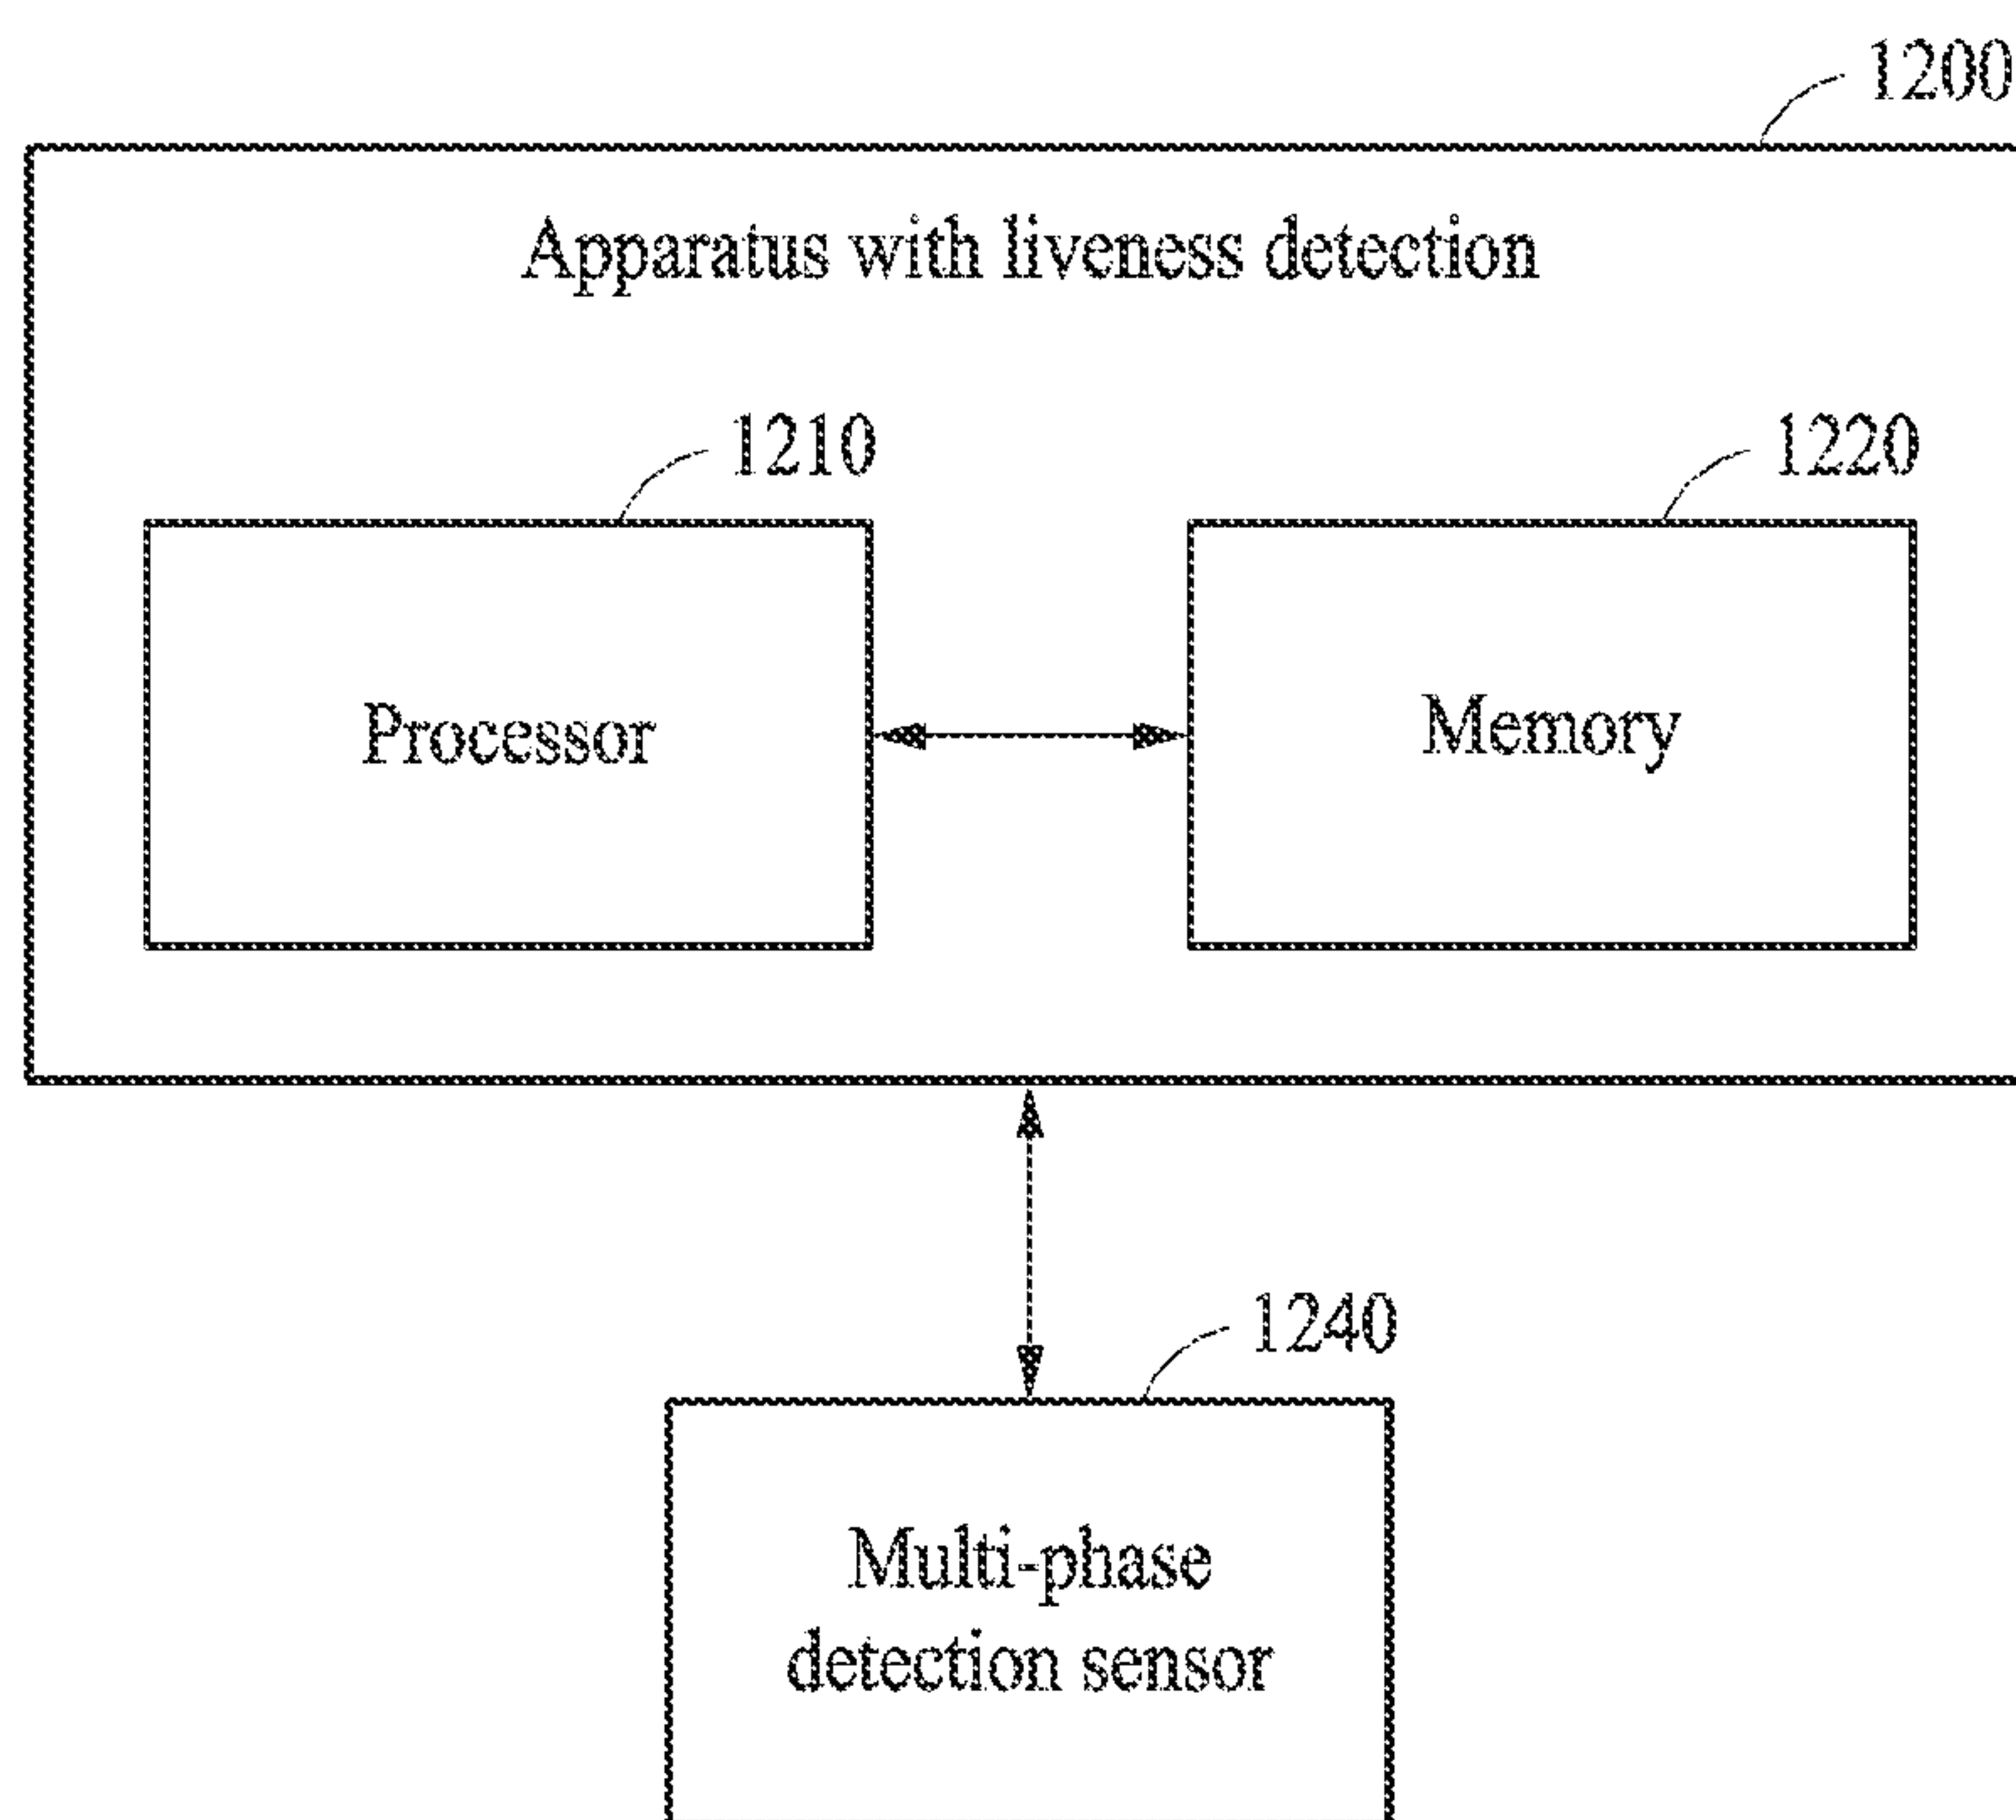 1200
Apparatus with liveness detection
1210
1220
Processor
Memory
1240
Multi-phase
detection sensor